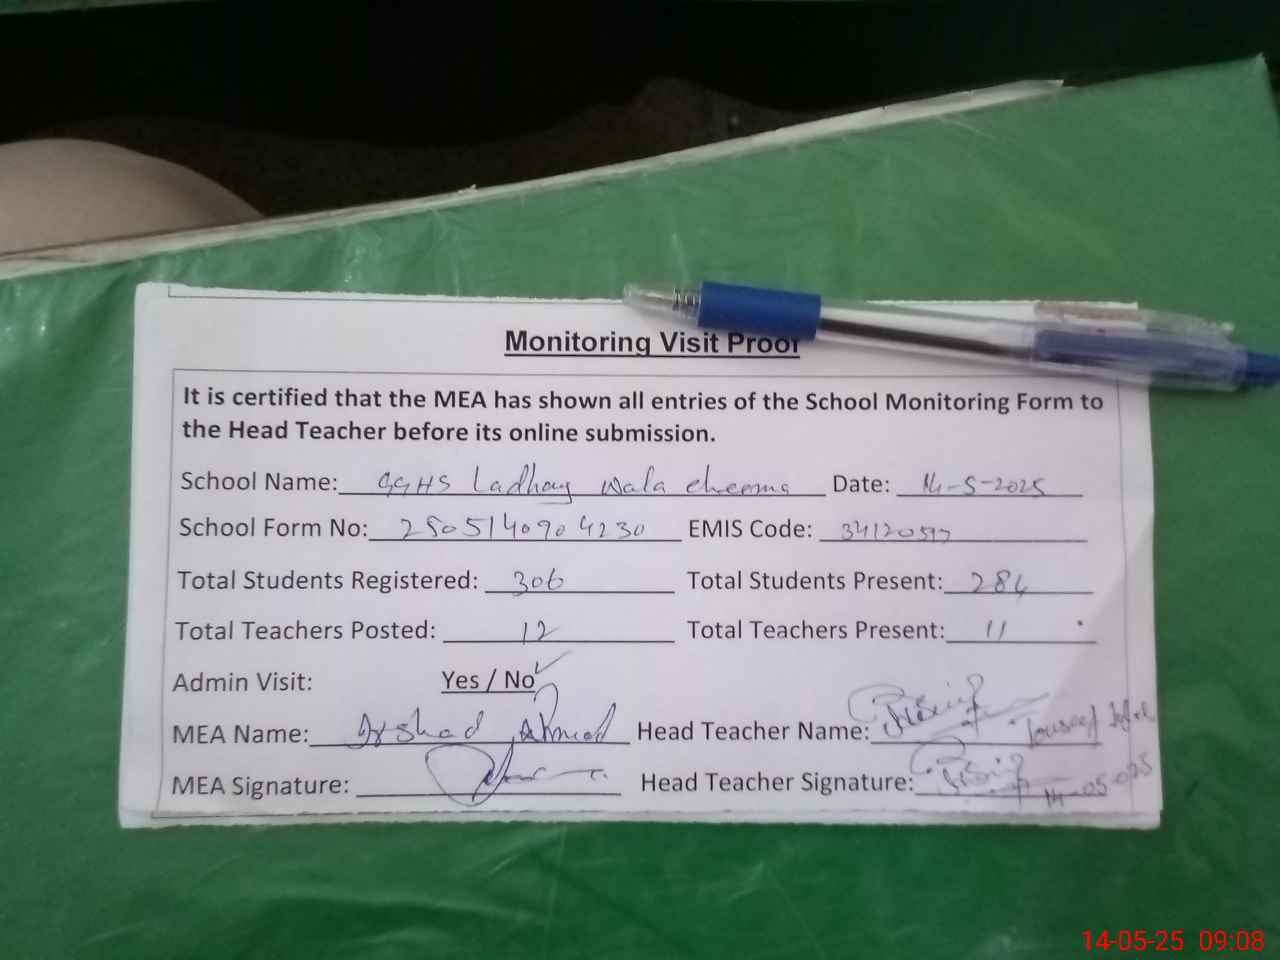 Monitoring Visit Proof
It is certified that the MEA has shown all entries of the School Monitoring Form to
the Head Teacher before its online submission.
School Name: GGHS Ladhay wala cheema Date: 14-5-2025
School Form No: 2505140904230 EMIS Code: 34120597
Total Students Registered: 306 Total Students Present: 284
Total Teachers Posted: 12 Total Teachers Present: 11
Admin Visit: Yes / No ✓
MEA Name: Arshad Ahmed Head Teacher Name:
MEA Signature: Head Teacher Signature: 14-05-025
14-05-25 09:08